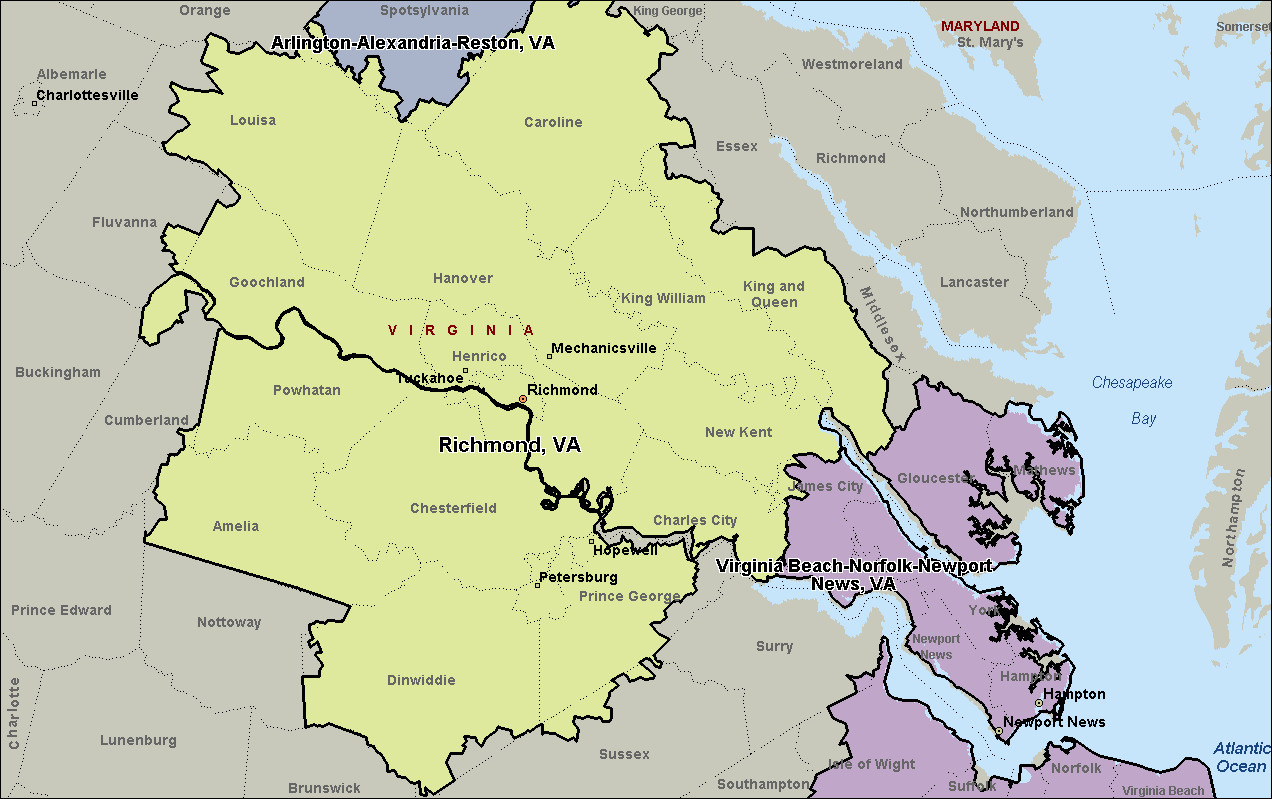 Orange
Spotsylvania
King George
MARYLAND
St. Mary's
Somerset
Arlington-Alexandria-Reston, VA
Westmoreland
Albemarle
Charlottesville
Louisa
Caroline
Essex
Richmond
Fluvanna
Northumberland
Goochland
Hanover
King William
King and
Queen
Lancaster
Middlesex
VIRGINIA
Mechanicsville
Henrico
Buckingham
Tuckahoe
Powhatan
Richmond
Chesapeake
Bay
Cumberland
Richmond, VA
New Kent
Gloucester
Mathews
James City
Northampton
Chesterfield
Amelia
Charles City
Hopewell
Virginia Beach-Norfolk-Newport
News, VA
Petersburg
Prince George
Prince Edward
Nottoway
York
Surry
Newport
News
Dinwiddie
Hampton
Hampton
Newport News
Charlotte
Lunenburg
Sussex
Atlantic
Ocean
Isle of Wight
Norfolk
Brunswick
Southampton
Suffolk
Virginia Beach